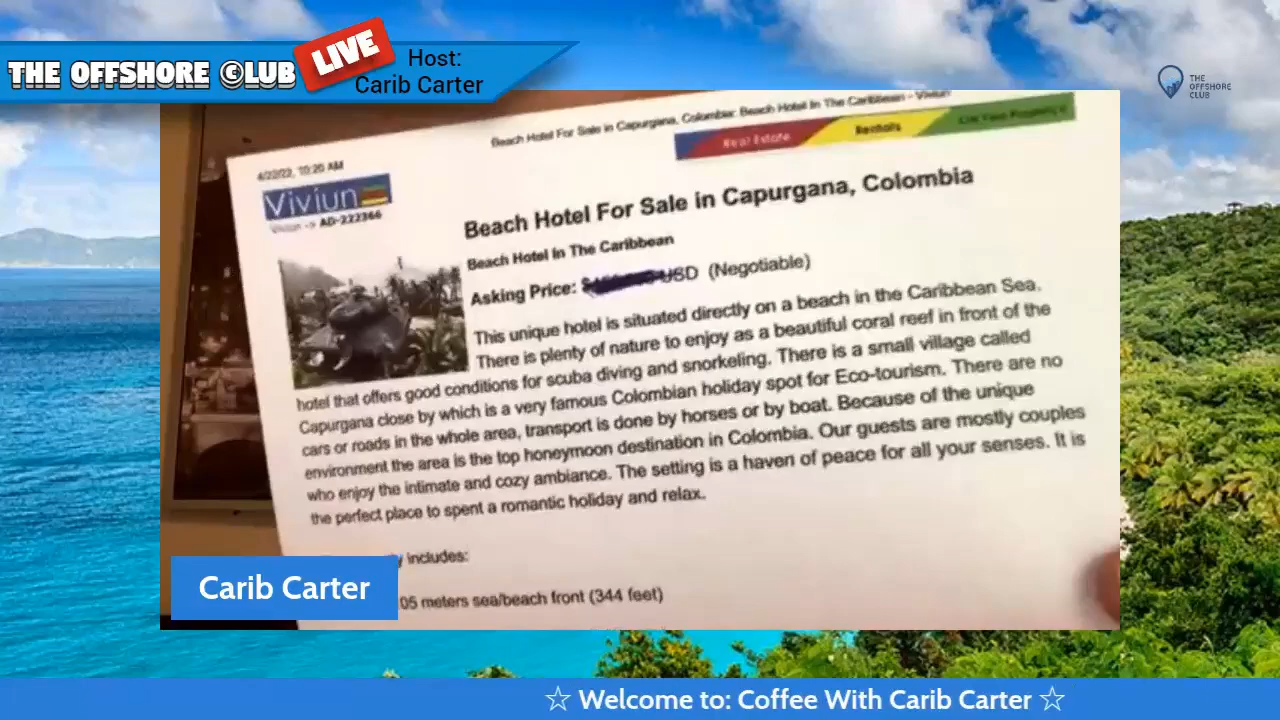 THE OFFSHORE ©LUB
LIVE
Host:
Carib Carter
THE
OFFSHORE
CLUB
Beach Hotel For Sale in Capurgana, Colombia: Beach Hotel In The Caribbean - Viviun
4/22/22, 10:20 AM
Real Estate
Rentals
List Your Property
Viviun
Viviun -> AD-222366
Beach Hotel For Sale in Capurgana, Colombia
Beach Hotel In The Caribbean
Asking Price: $ USD (Negotiable)
This unique hotel is situated directly on a beach in the Caribbean Sea.
There is plenty of nature to enjoy as a beautiful coral reef in front of the
hotel that offers good conditions for scuba diving and snorkeling. There is a small village called
Capurgana close by which is a very famous Colombian holiday spot for Eco-tourism. There are no
cars or roads in the whole area, transport is done by horses or by boat. Because of the unique
environment the area is the top honeymoon destination in Colombia. Our guests are mostly couples
who enjoy the intimate and cozy ambiance. The setting is a haven of peace for all your senses. It is
the perfect place to spent a romantic holiday and relax.
includes:
05 meters sea/beach front (344 feet)
Carib Carter
☆ Welcome to: Coffee With Carib Carter ☆